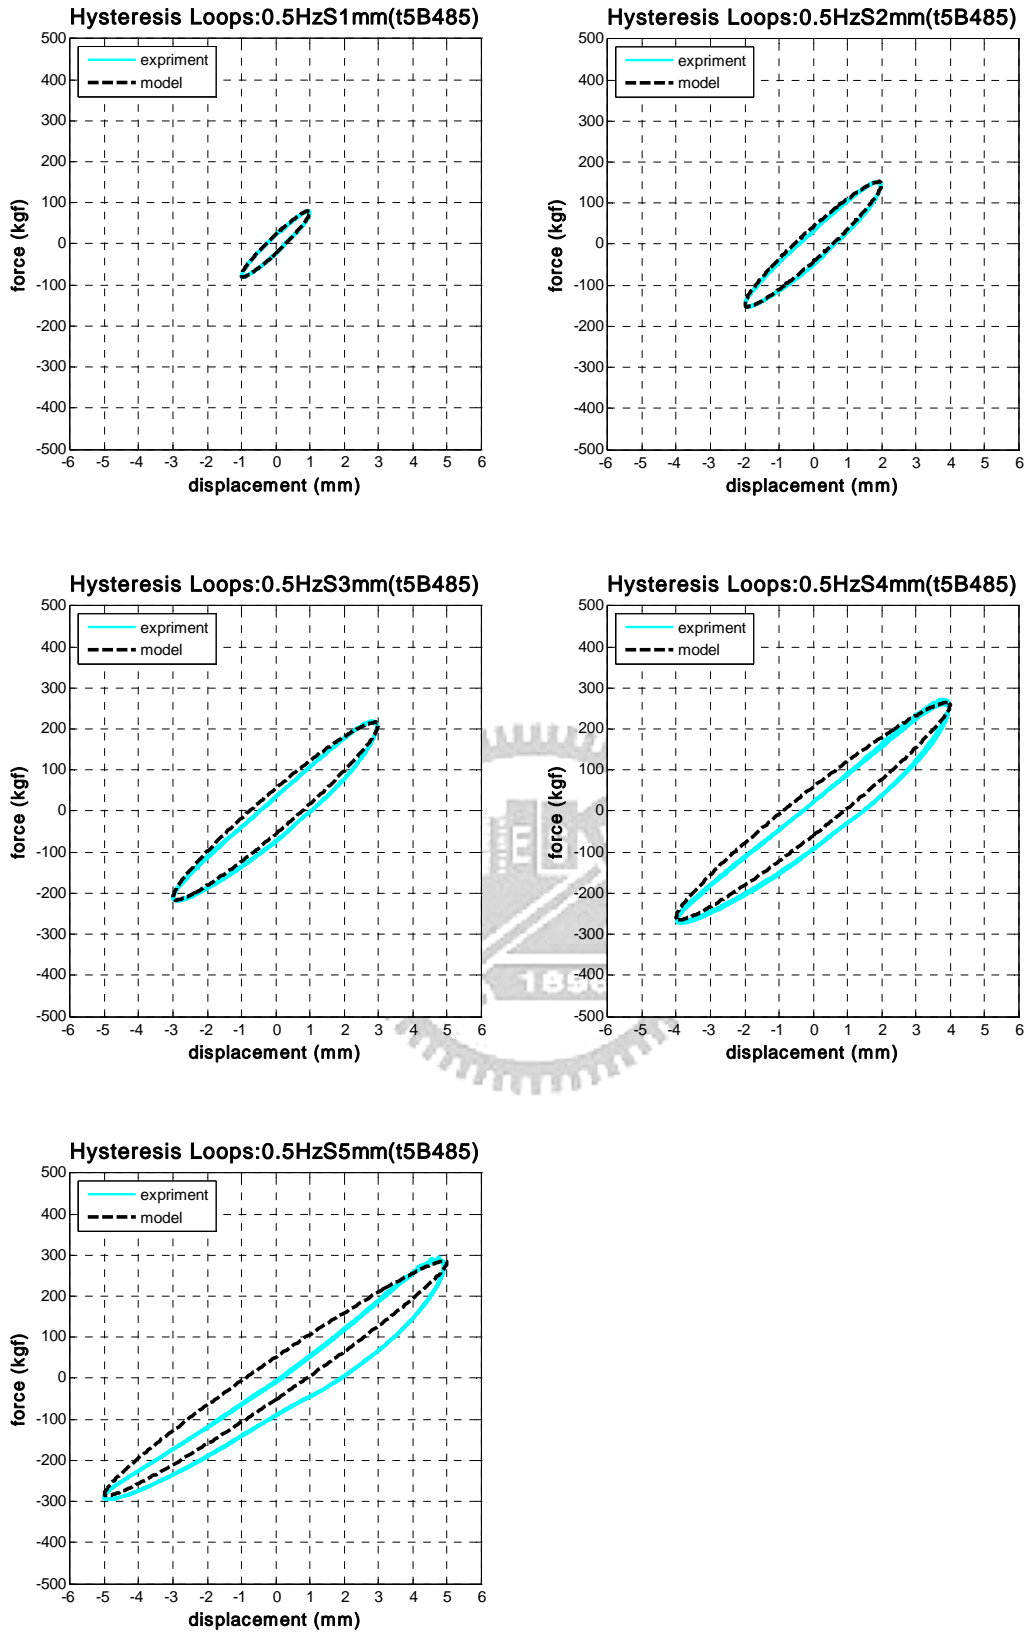 Hysteresis Loops:0.5HzS1mm(t5B485)
500
400
300
200
100
0
-100
-200
-300
-400
-500
expriment
model
force (kgf)
-6 -5 -4 -3 -2 -1 0 1 2 3 4 5 6
displacement (mm)
Hysteresis Loops:0.5HzS2mm(t5B485)
500
400
300
200
100
0
-100
-200
-300
-400
-500
expriment
model
force (kgf)
-6 -5 -4 -3 -2 -1 0 1 2 3 4 5 6
displacement (mm)
Hysteresis Loops:0.5HzS3mm(t5B485)
500
400
300
200
100
0
-100
-200
-300
-400
-500
expriment
model
force (kgf)
-6 -5 -4 -3 -2 -1 0 1 2 3 4 5 6
displacement (mm)
Hysteresis Loops:0.5HzS4mm(t5B485)
500
400
300
200
100
0
-100
-200
-300
-400
-500
expriment
model
force (kgf)
-6 -5 -4 -3 -2 -1 0 1 2 3 4 5 6
displacement (mm)
Hysteresis Loops:0.5HzS5mm(t5B485)
500
400
300
200
100
0
-100
-200
-300
-400
-500
expriment
model
force (kgf)
-6 -5 -4 -3 -2 -1 0 1 2 3 4 5 6
displacement (mm)